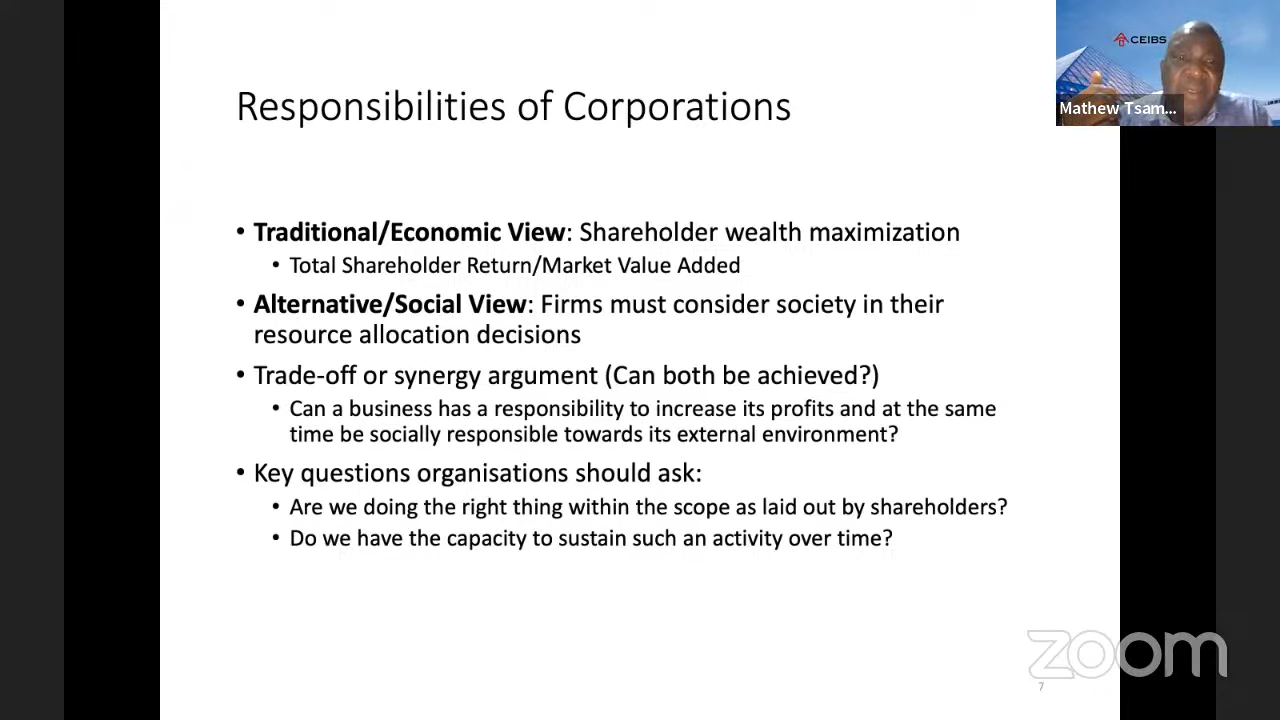 CEIBS
Mathew Tsam...
Responsibilities of Corporations
• Traditional/Economic View: Shareholder wealth maximization
• Total Shareholder Return/Market Value Added
• Alternative/Social View: Firms must consider society in their
resource allocation decisions
• Trade-off or synergy argument (Can both be achieved?)
• Can a business has a responsibility to increase its profits and at the same
time be socially responsible towards its external environment?
• Key questions organisations should ask:
• Are we doing the right thing within the scope as laid out by shareholders?
• Do we have the capacity to sustain such an activity over time?
zoom
7